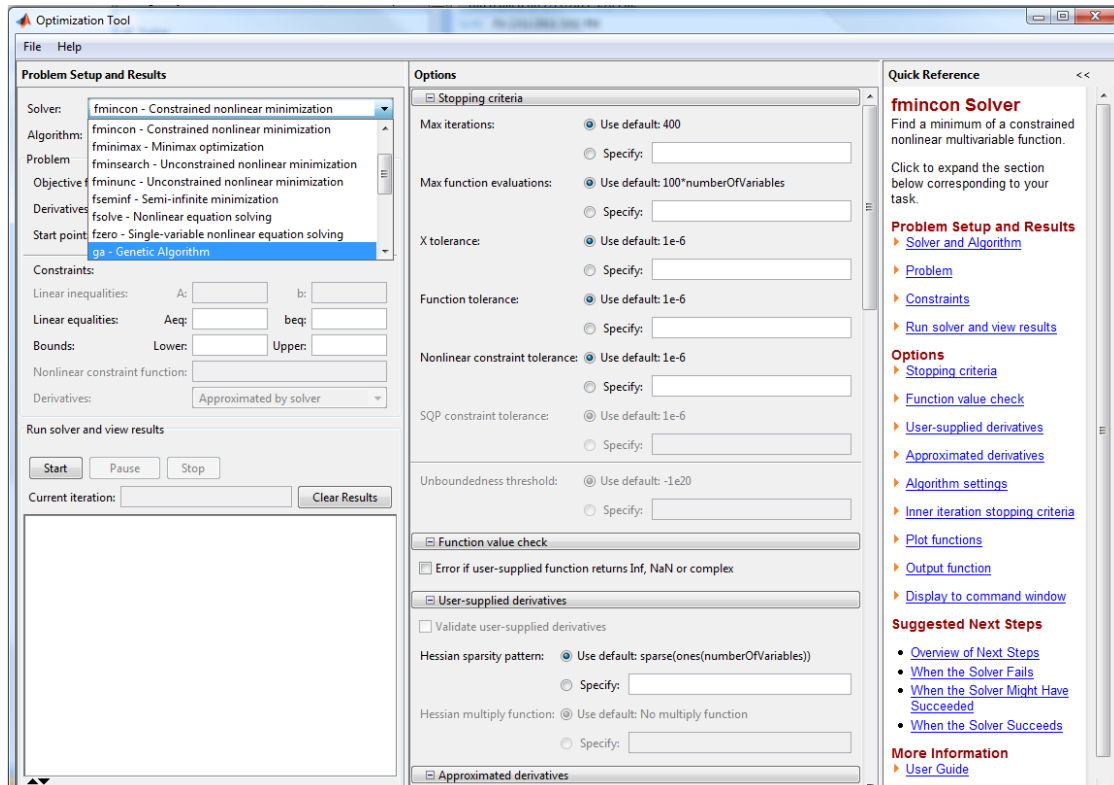 Optimization Tool
File Help
Problem Setup and Results
Solver: fmincon - Constrained nonlinear minimization
fmincon - Constrained nonlinear minimization
Algorithm:
fminimax - Minimax optimization
Problem
fminsearch - Unconstrained nonlinear minimization
Objective f
fminunc - Unconstrained nonlinear minimization
fseminf - Semi-infinite minimization
Derivatives
fsolve - Nonlinear equation solving
Start point
fzero - Single-variable nonlinear equation solving
ga - Genetic Algorithm
Constraints:
Linear inequalities: A: b:
Linear equalities: Aeq: beq:
Bounds: Lower: Upper:
Nonlinear constraint function:
Derivatives: Approximated by solver
Run solver and view results
Start Pause Stop
Current iteration: Clear Results
Options
Stopping criteria
Max iterations: Use default: 400
Specify:
Max function evaluations: Use default: 100*numberOfVariables
Specify:
X tolerance: Use default: 1e-6
Specify:
Function tolerance: Use default: 1e-6
Specify:
Nonlinear constraint tolerance: Use default: 1e-6
Specify:
SQP constraint tolerance: Use default: 1e-6
Specify:
Unboundedness threshold: Use default: -1e20
Specify:
Function value check
Error if user-supplied function returns Inf, NaN or complex
User-supplied derivatives
Validate user-supplied derivatives
Hessian sparsity pattern: Use default: sparse(ones(numberOfVariables))
Specify:
Hessian multiply function: Use default: No multiply function
Specify:
Approximated derivatives
Quick Reference <<
fmincon Solver
Find a minimum of a constrained
nonlinear multivariable function.
Click to expand the section
below corresponding to your
task.
Problem Setup and Results
Solver and Algorithm
Problem
Constraints
Run solver and view results
Options
Stopping criteria
Function value check
User-supplied derivatives
Approximated derivatives
Algorithm settings
Inner iteration stopping criteria
Plot functions
Output function
Display to command window
Suggested Next Steps
Overview of Next Steps
When the Solver Fails
When the Solver Might Have
Succeeded
When the Solver Succeeds
More Information
User Guide